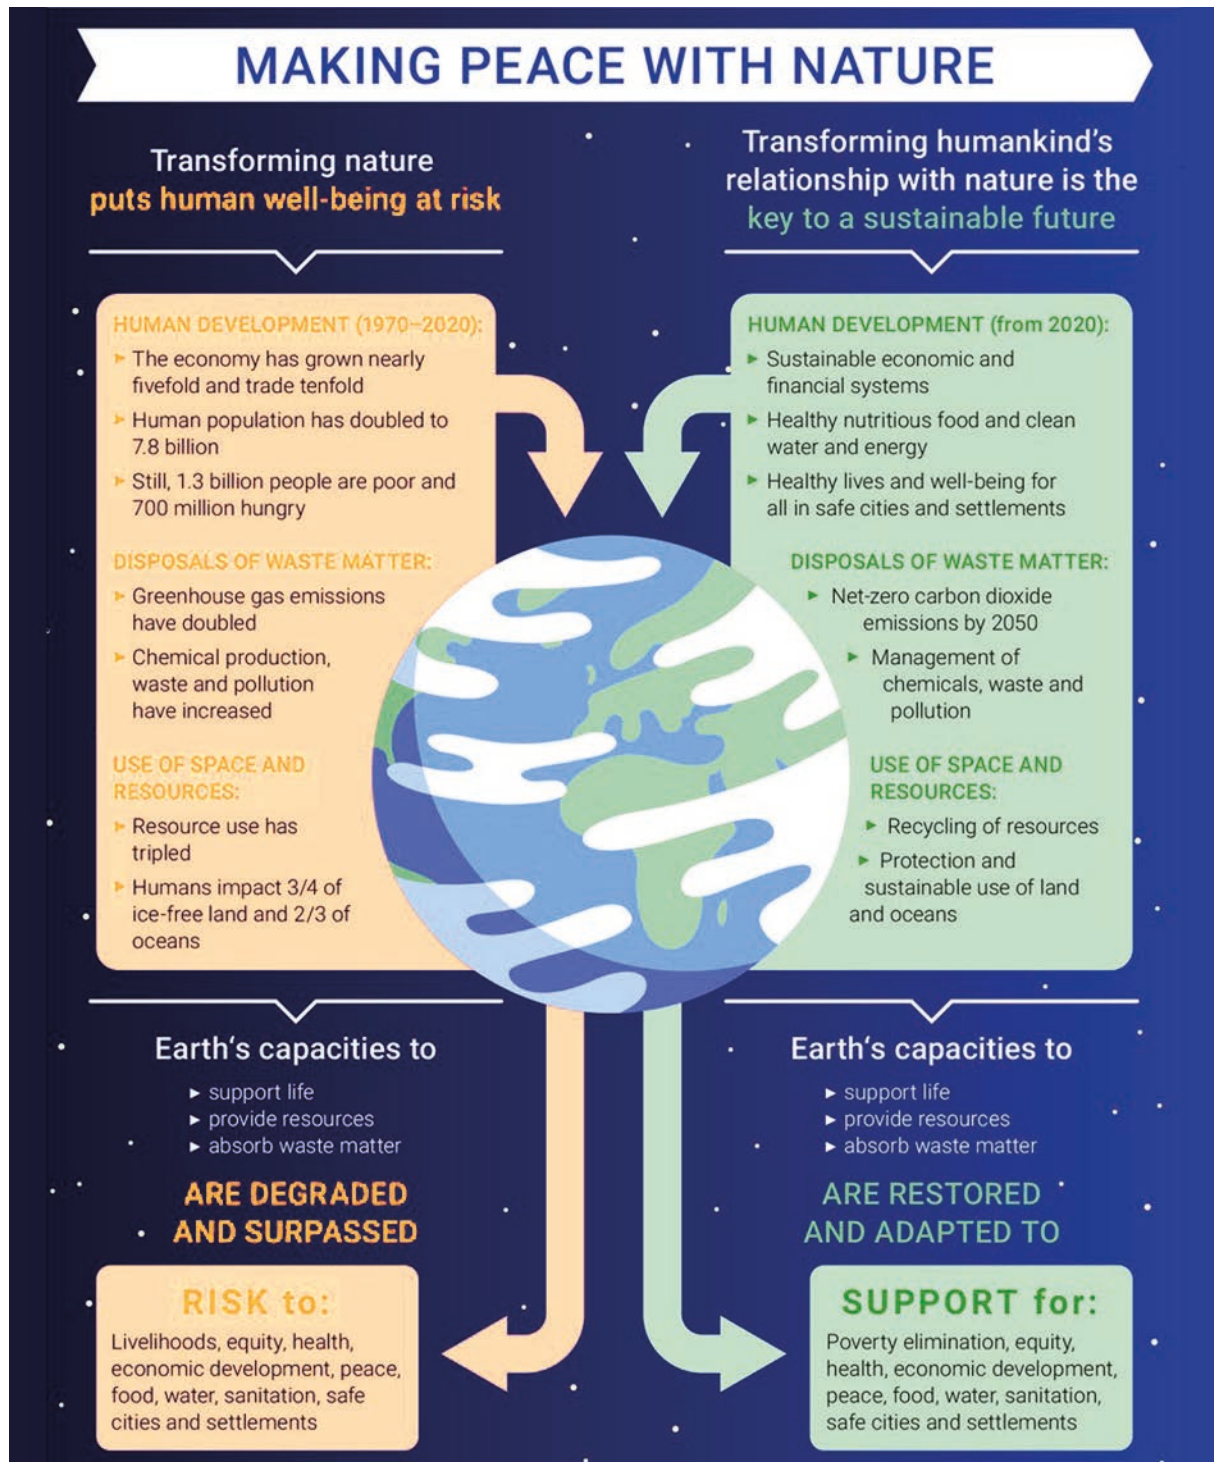 MAKING PEACE WITH NATURE
Transforming nature
puts human well-being at risk
HUMAN DEVELOPMENT (1970–2020):
The economy has grown nearly
fivefold and trade tenfold
Human population has doubled to
7.8 billion
Still, 1.3 billion people are poor and
700 million hungry
DISPOSALS OF WASTE MATTER:
Greenhouse gas emissions
have doubled
Chemical production,
waste and pollution
have increased
USE OF SPACE AND
RESOURCES:
Resource use has
tripled
Humans impact 3/4 of
ice-free land and 2/3 of
oceans
Earth‘s capacities to
support life
provide resources
absorb waste matter
ARE DEGRADED
AND SURPASSED
RISK to:
Livelihoods, equity, health,
economic development, peace,
food, water, sanitation, safe
cities and settlements
Transforming humankind’s
relationship with nature is the
key to a sustainable future
HUMAN DEVELOPMENT (from 2020):
Sustainable economic and
financial systems
Healthy nutritious food and clean
water and energy
Healthy lives and well-being for
all in safe cities and settlements
DISPOSALS OF WASTE MATTER:
Net-zero carbon dioxide
emissions by 2050
Management of
chemicals, waste and
pollution
USE OF SPACE AND
RESOURCES:
Recycling of resources
Protection and
sustainable use of land
and oceans
Earth‘s capacities to
support life
provide resources
absorb waste matter
ARE RESTORED
AND ADAPTED TO
SUPPORT for:
Poverty elimination, equity,
health, economic development,
peace, food, water, sanitation,
safe cities and settlements